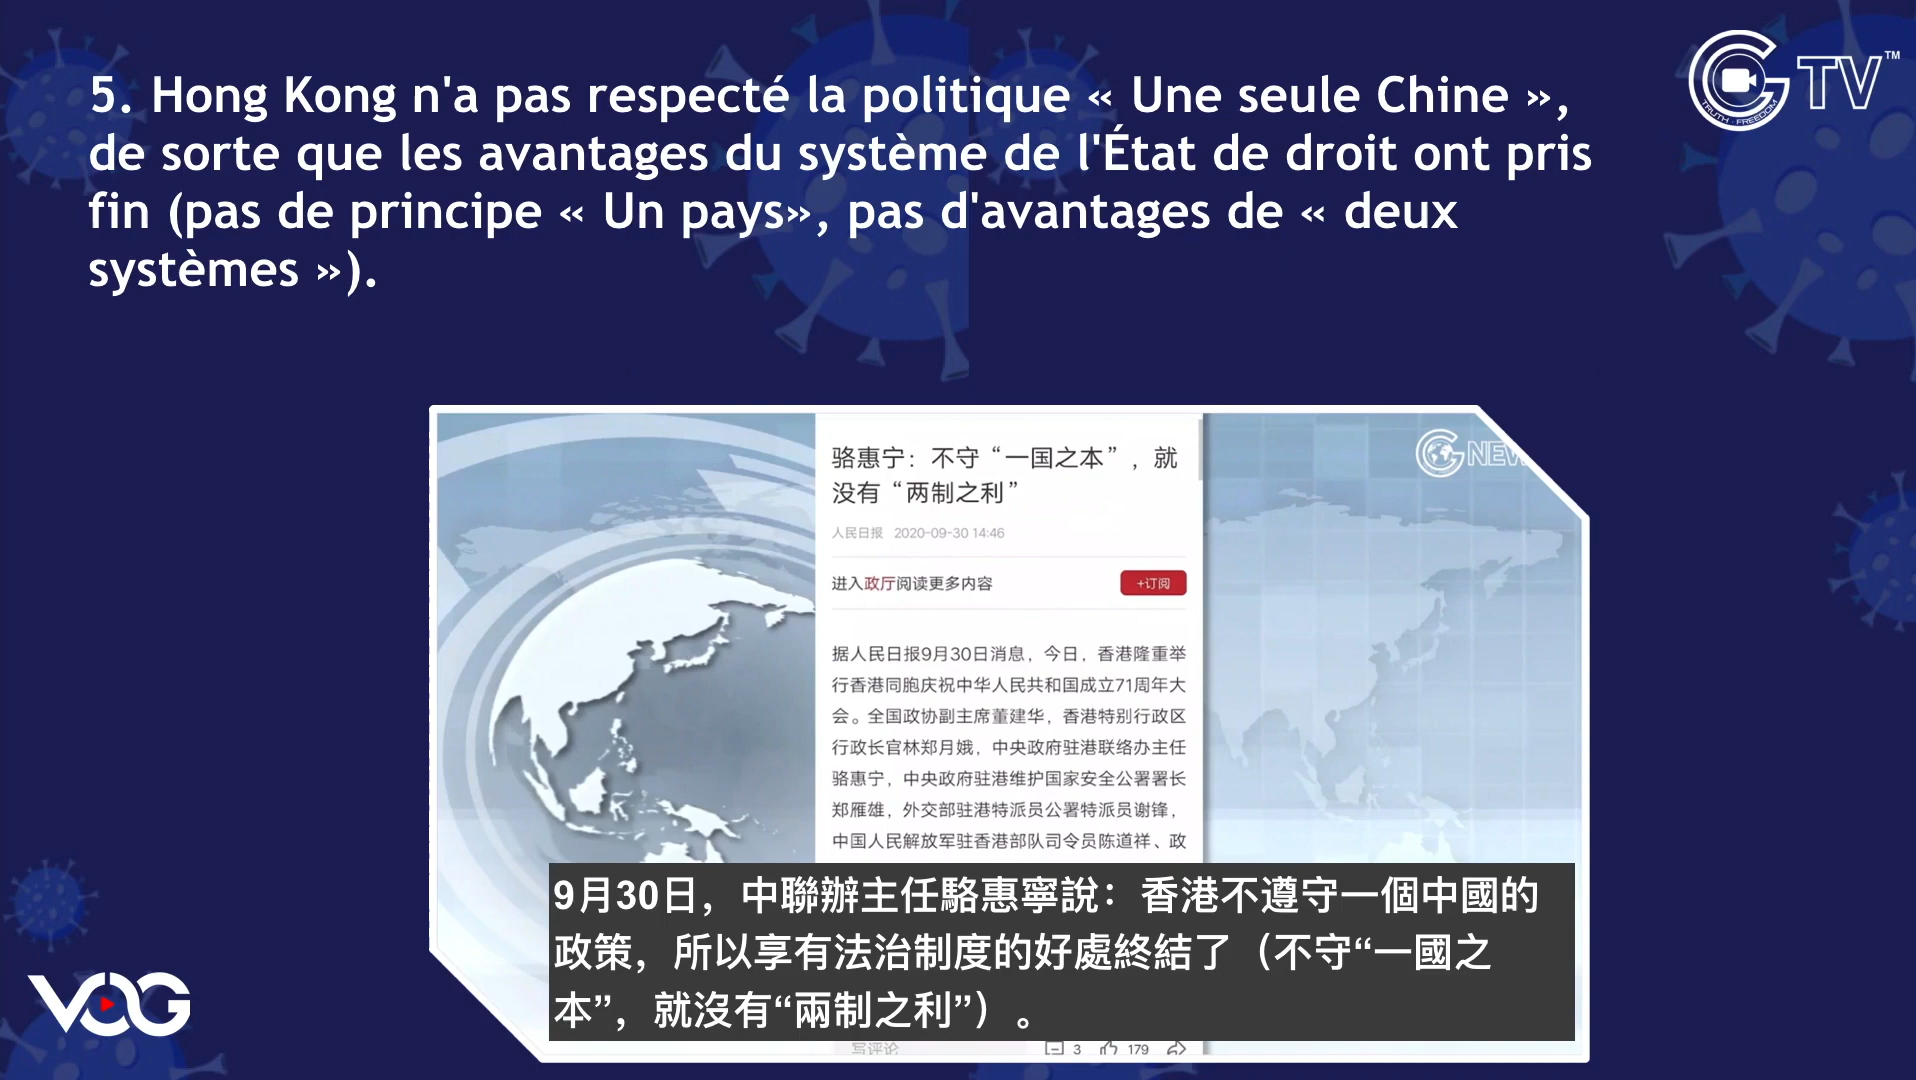 5. Hong Kong n'a pas respecté la politique « Une seule Chine »,
de sorte que les avantages du système de l'État de droit ont pris
fin (pas de principe « Un pays», pas d'avantages de « deux
systèmes »).
GTV™
TRUTH · FREEDOM
骆惠宁：不守“一国之本”，就
没有“两制之利”
人民日报 2020-09-30 14:46
进入政厅阅读更多内容
+订阅
据人民日报9月30日消息，今日，香港隆重举
行香港同胞庆祝中华人民共和国成立71周年大
会。全国政协副主席董建华，香港特别行政区
行政长官林郑月娥，中央政府驻港联络办主任
骆惠宁，中央政府驻港维护国家安全公署署长
郑雁雄，外交部驻港特派员公署特派员谢锋，
中国人民解放军驻香港部队司令员陈道祥、政
G NEW
9月30日，中聯辦主任駱惠寧說：香港不遵守一個中國的
政策，所以享有法治制度的好處終結了（不守“一國之
本”，就沒有“兩制之利”）。
写评论 3 179
VOG